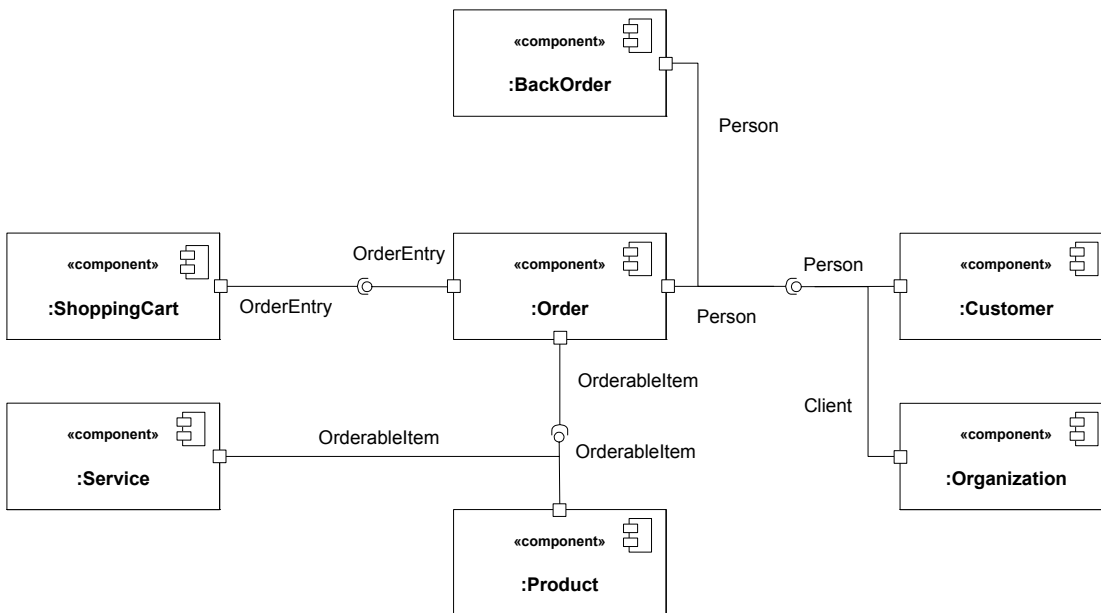 «component»
:BackOrder
Person
«component»
:ShoppingCart
OrderEntry
OrderEntry
«component»
:Order
Person
Person
«component»
:Customer
OrderableItem
«component»
:Service
OrderableItem
OrderableItem
Client
«component»
:Organization
«component»
:Product